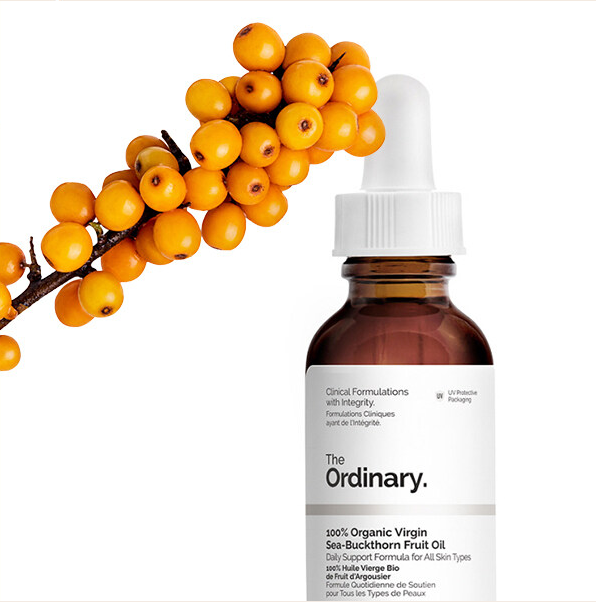 Clinical Formulations
with Integrity.
Formulations Cliniques
ayant de l'Intégrité.
UV
UV Protective
Packaging
The
Ordinary.
100% Organic Virgin
Sea-Buckthorn Fruit Oil
Daily Support Formula for All Skin Types
100% Huile Vierge Bio
de Fruit d'Argousier
Formule Quotidienne de Soutien
pour Tous les Types de Peaux